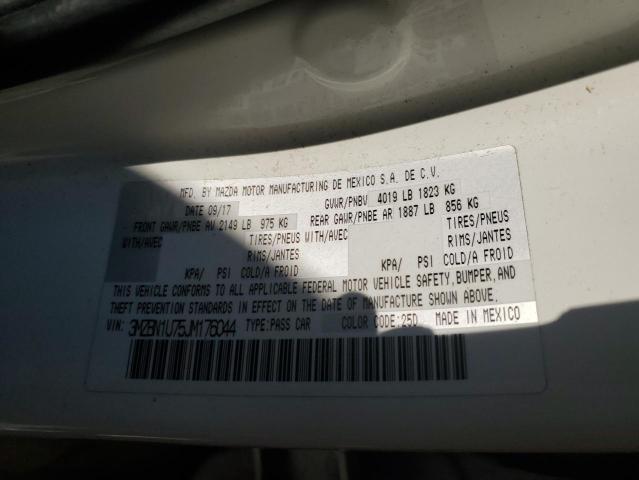 MFD. BY MAZDA MOTOR MANUFACTURING DE MEXICO S.A. DE C.V.
DATE 09/17 GVWR/PNBV 4019 LB 1823 KG
FRONT GAWR/PNBE AV 2149 LB 975 KG REAR GAWR/PNBE AR 1887 LB 856 KG
WITH/AVEC TIRES/PNEUS WITH/AVEC TIRES/PNEUS
RIMS/JANTES RIMS/JANTES
KPA/ PSI COLD/A FROID KPA/ PSI COLD/A FROID
THIS VEHICLE CONFORMS TO ALL APPLICABLE FEDERAL MOTOR VEHICLE SAFETY, BUMPER, AND
THEFT PREVENTION STANDARDS IN EFFECT ON THE DATE OF MANUFACTURE SHOWN ABOVE.
VIN: 3MZBN1U75JM176044 TYPE:PASS CAR COLOR CODE:25D MADE IN MEXICO